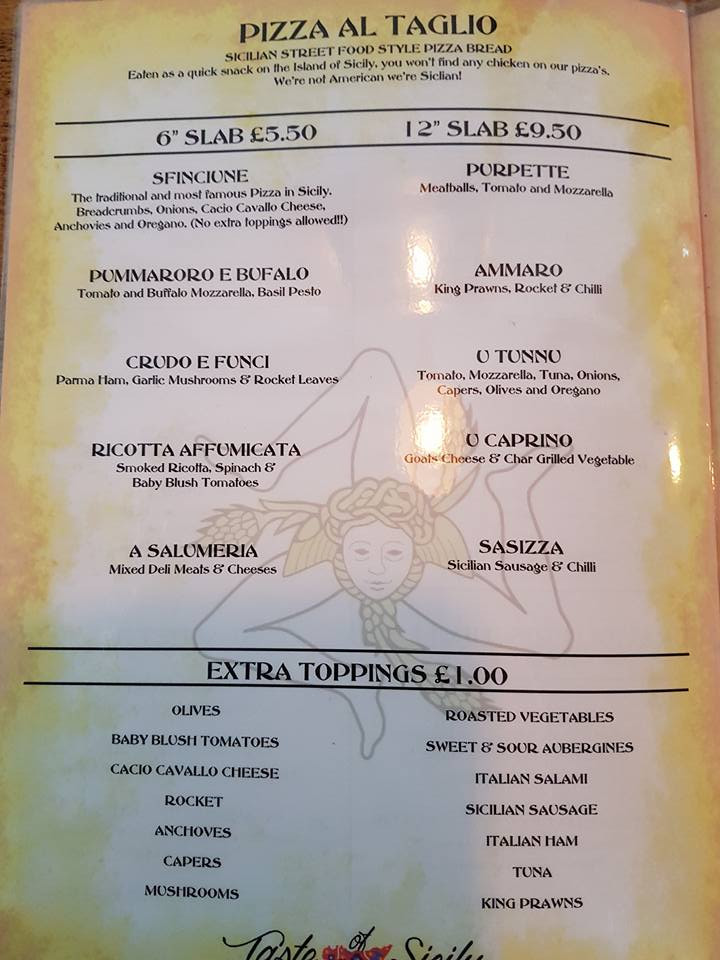 PIZZA AL TAGLIO
SICILIAN STREET FOOD STYLE PIZZA BREAD
Eaten as a quick snack on the Island of Sicily, you won't find any chicken on our pizza's.
We're not American we're Siclian!
6" SLAB £5.50
12" SLAB £9.50
SFINCIUNE
The traditional and most famous Pizza in Sicily.
Breadcrumbs, Onions, Cacio Cavallo Cheese,
Anchovies and Oregano. (No extra toppings allowed!!)
PUMMARORO E BUFALO
Tomato and Buffalo Mozzarella, Basil Pesto
CRUDO E FUNCI
Parma Ham, Garlic Mushrooms & Rocket Leaves
RICOTTA AFFUMICATA
Smoked Ricotta, Spinach &
Baby Blush Tomatoes
A SALUMERIA
Mixed Deli Meats & Cheeses
PURPETTE
Meatballs, Tomato and Mozzarella
AMMARO
King Prawns, Rocket & Chilli
U TUNNU
Tomato, Mozzarella, Tuna, Onions,
Capers, Olives and Oregano
U CAPRINO
Goats Cheese & Char Grilled Vegetable
SASIZZA
Sicilian Sausage & Chilli
EXTRA TOPPINGS £1.00
OLIVES
BABY BLUSH TOMATOES
CACIO CAVALLO CHEESE
ROCKET
ANCHOVES
CAPERS
MUSHROOMS
ROASTED VEGETABLES
SWEET & SOUR AUBERGINES
ITALIAN SALAMI
SICILIAN SAUSAGE
ITALIAN HAM
TUNA
KING PRAWNS
Taste of Sicily